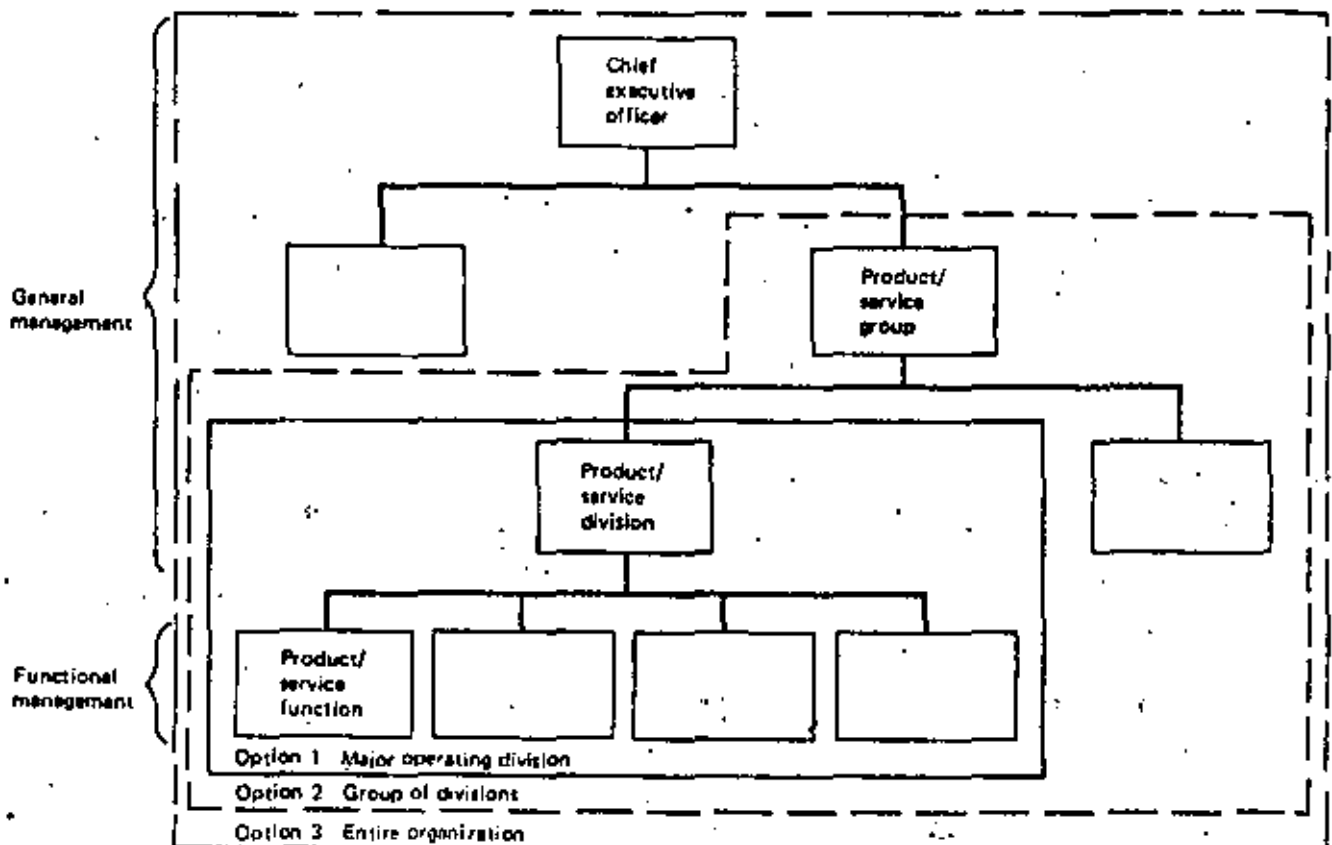 Chief
executive
officer
General
management
Product/
service
group
Product/
service
division
Functional
management
Product/
service
function
Option 1 Major operating division
Option 2 Group of divisions
Option 3 Entire organization